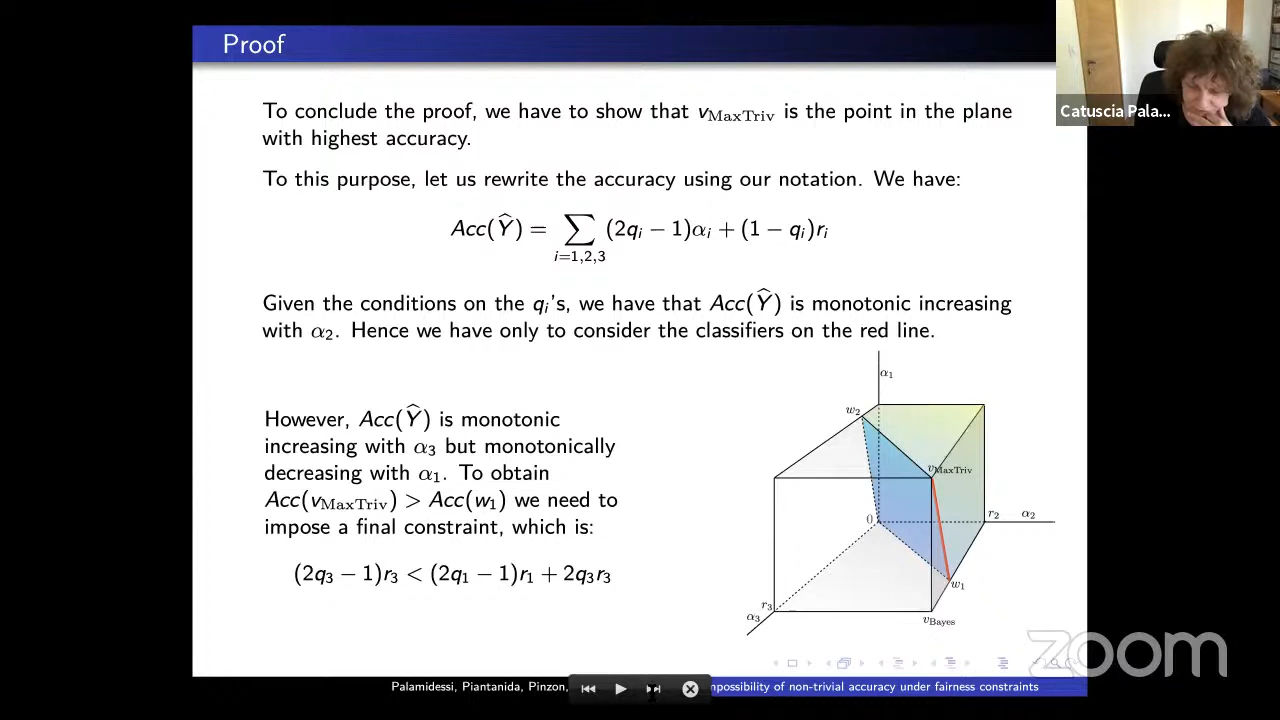 Proof
Catuscia Pala...
To conclude the proof, we have to show that v_MaxTriv is the point in the plane
with highest accuracy.
To this purpose, let us rewrite the accuracy using our notation. We have:
Acc(Ŷ) = ∑_{i=1,2,3} (2q_i − 1)α_i + (1 − q_i)r_i
Given the conditions on the q_i's, we have that Acc(Ŷ) is monotonic increasing
with α_2. Hence we have only to consider the classifiers on the red line.
However, Acc(Ŷ) is monotonic
increasing with α_3 but monotonically
decreasing with α_1. To obtain
Acc(v_MaxTriv) > Acc(w_1) we need to
impose a final constraint, which is:
(2q_3 − 1)r_3 < (2q_1 − 1)r_1 + 2q_3r_3
α_1
w_2
v_MaxTriv
0
r_2
α_2
w_1
r_3
α_3
v_Bayes
zoom
Palamidessi, Piantanida, Pinzon,
mpossibility of non-trivial accuracy under fairness constraints